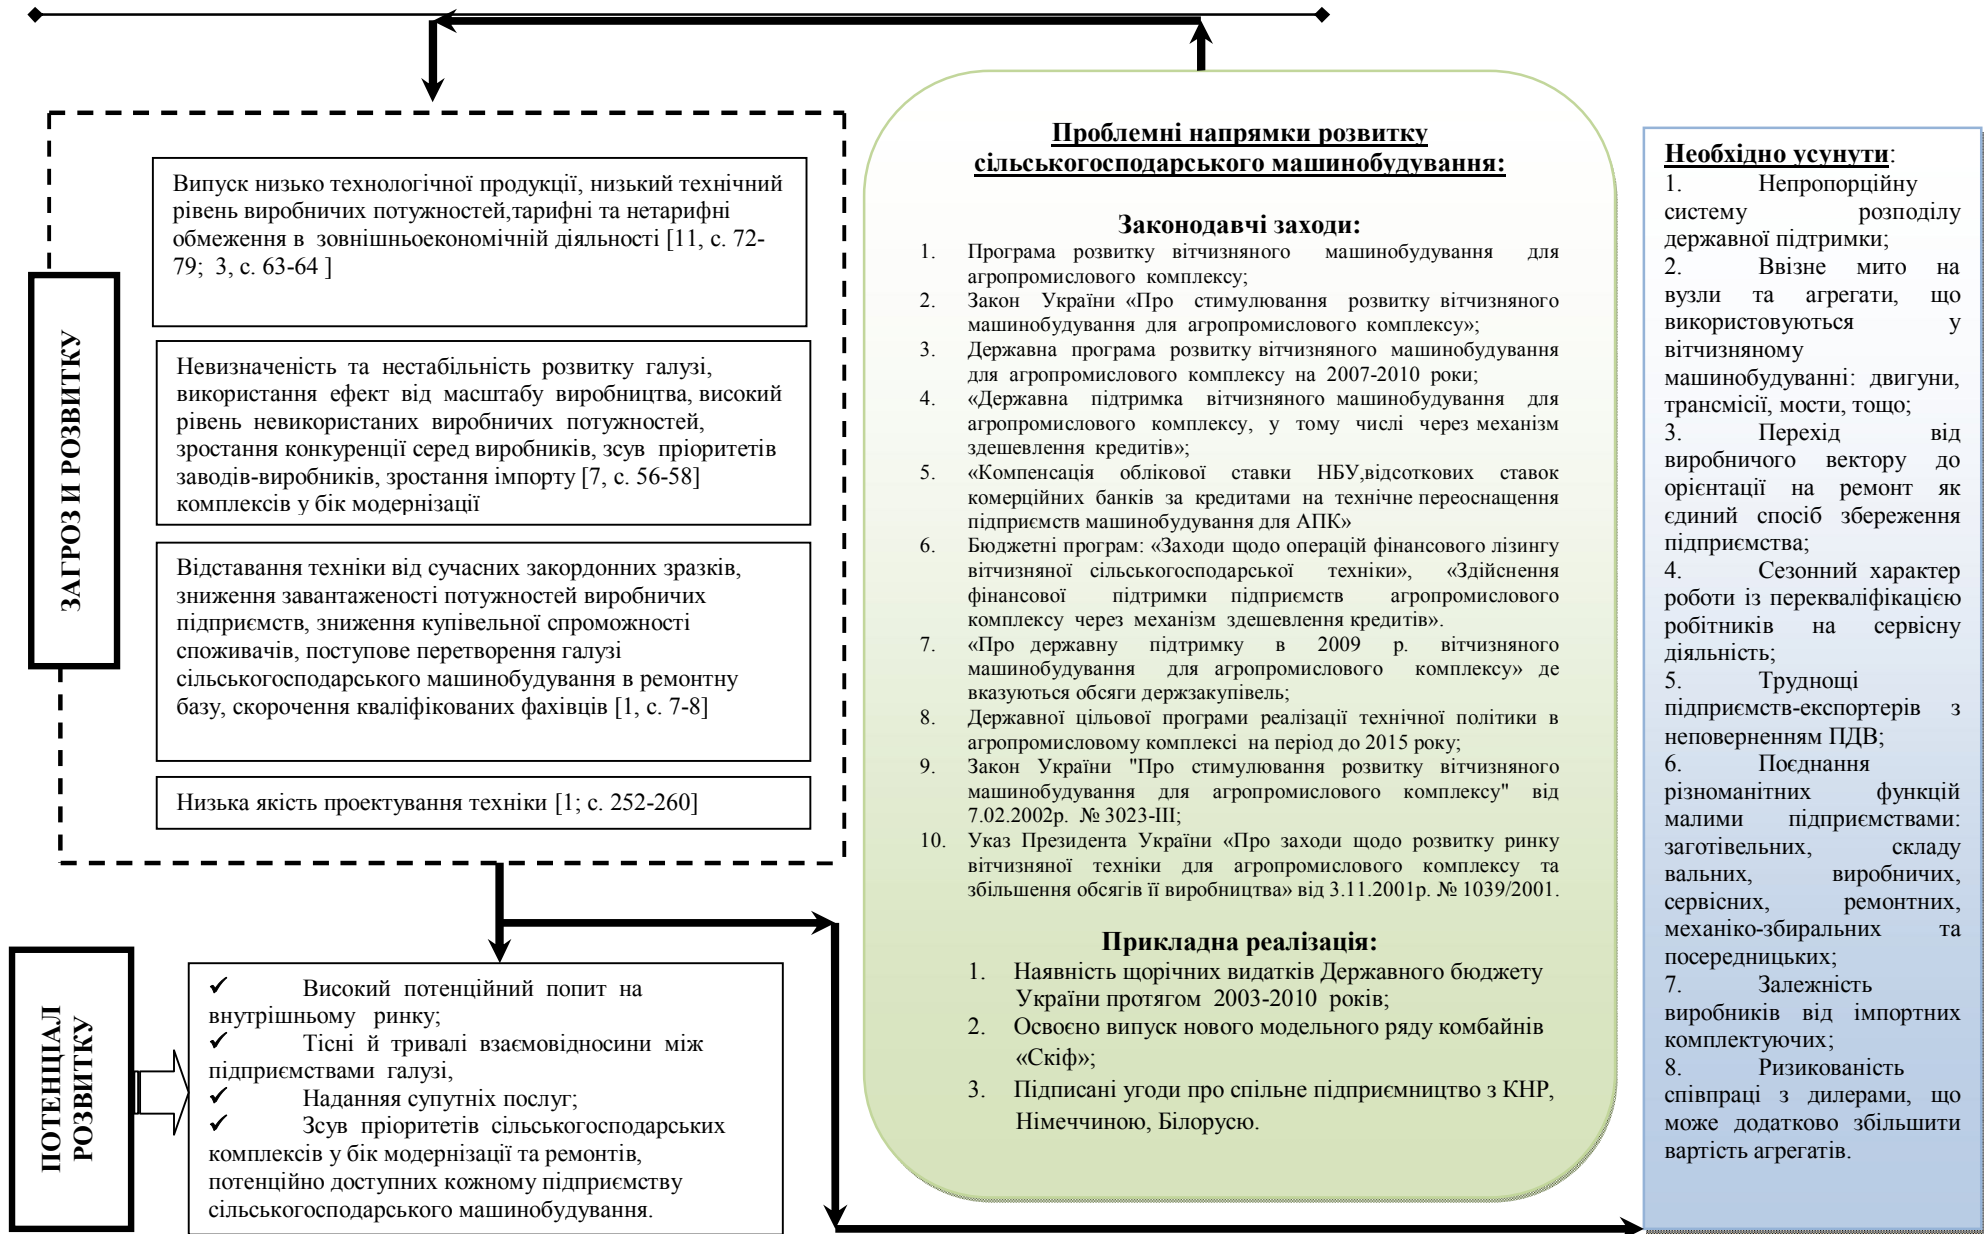 ЗАГРОЗ И РОЗВИТКУ
Випуск низько технологічної продукції, низький технічний
рівень виробничих потужностей,тарифні та нетарифні
обмеження в зовнішньоекономічній діяльності [11, с. 72-
79; 3, с. 63-64 ]
Невизначеність та нестабільність розвитку галузі,
використання ефект від масштабу виробництва, високий
рівень невикористаних виробничих потужностей,
зростання конкуренції серед виробників, зсув пріоритетів
заводів-виробників, зростання імпорту [7, с. 56-58]
комплексів у бік модернізації
Відставання техніки від сучасних закордонних зразків,
зниження завантаженості потужностей виробничих
підприємств, зниження купівельної спроможності
споживачів, поступове перетворення галузі
сільськогосподарського машинобудування в ремонтну
базу, скорочення кваліфікованих фахівців [1, с. 7-8]
Низька якість проектування техніки [1; с. 252-260]
ПОТЕНЦІАЛ
РОЗВИТКУ
✓ Високий потенційний попит на
внутрішньому ринку;
✓ Тісні й тривалі взаємовідносини між
підприємствами галузі,
✓ Наданняя супутніх послуг;
✓ Зсув пріоритетів сільськогосподарських
комплексів у бік модернізації та ремонтів,
потенційно доступних кожному підприємству
сільськогосподарського машинобудування.
Проблемні напрямки розвитку
сільськогосподарського машинобудування:
Законодавчі заходи:
1. Програма розвитку вітчизняного машинобудування для
агропромислового комплексу;
2. Закон України «Про стимулювання розвитку вітчизняного
машинобудування для агропромислового комплексу»;
3. Державна програма розвитку вітчизняного машинобудування
для агропромислового комплексу на 2007-2010 роки;
4. «Державна підтримка вітчизняного машинобудування для
агропромислового комплексу, у тому числі через механізм
здешевлення кредитів»;
5. «Компенсація облікової ставки НБУ,відсоткових ставок
комерційних банків за кредитами на технічне переоснащення
підприємств машинобудування для АПК»
6. Бюджетні програм: «Заходи щодо операцій фінансового лізингу
вітчизняної сільськогосподарської техніки», «Здійснення
фінансової підтримки підприємств агропромислового
комплексу через механізм здешевлення кредитів».
7. «Про державну підтримку в 2009 р. вітчизняного
машинобудування для агропромислового комплексу» де
вказуються обсяги держзакупівель;
8. Державної цільової програми реалізації технічної політики в
агропромисловому комплексі на період до 2015 року;
9. Закон України "Про стимулювання розвитку вітчизняного
машинобудування для агропромислового комплексу" від
7.02.2002р. № 3023-III;
10. Указ Президента України «Про заходи щодо розвитку ринку
вітчизняної техніки для агропромислового комплексу та
збільшення обсягів її виробництва» від 3.11.2001р. № 1039/2001.
Прикладна реалізація:
1. Наявність щорічних видатків Державного бюджету
України протягом 2003-2010 років;
2. Освоєно випуск нового модельного ряду комбайнів
«Скіф»;
3. Підписані угоди про спільне підприємництво з КНР,
Німеччиною, Білорусю.
Необхідно усунути:
1. Непропорційну
систему розподілу
державної підтримки;
2. Ввізне мито на
вузли та агрегати, що
використовуються у
вітчизняному
машинобудуванні: двигуни,
трансмісії, мости, тощо;
3. Перехід від
виробничого вектору до
орієнтації на ремонт як
єдиний спосіб збереження
підприємства;
4. Сезонний характер
роботи із перекваліфікацією
робітників на сервісну
діяльність;
5. Труднощі
підприємств-експортерів з
неповерненням ПДВ;
6. Поєднання
різноманітних функцій
малими підприємствами:
заготівельних, складу
вальних, виробничих,
сервісних, ремонтних,
механіко-збиральних та
посередницьких;
7. Залежність
виробників від імпортних
комплектуючих;
8. Ризикованість
співпраці з дилерами, що
може додатково збільшити
вартість агрегатів.